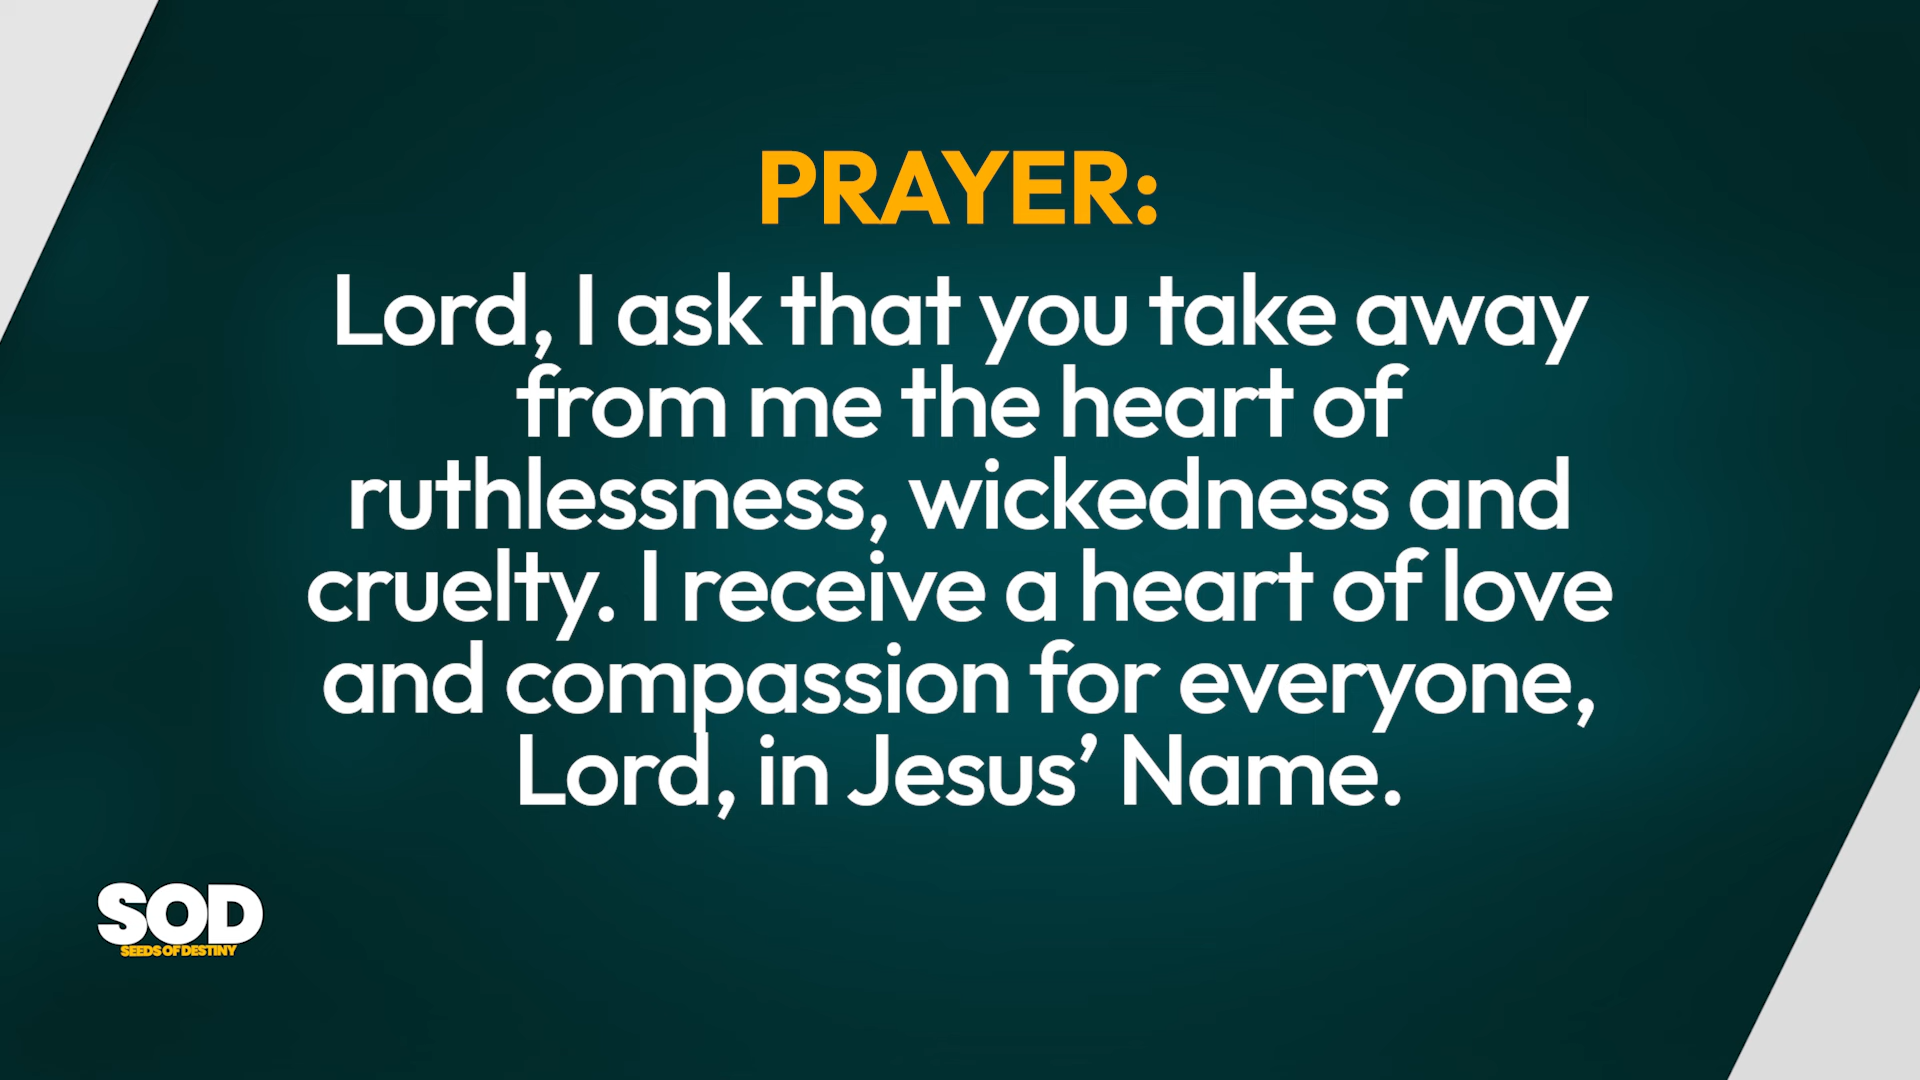 PRAYER:
Lord, I ask that you take away
from me the heart of
ruthlessness, wickedness and
cruelty. I receive a heart of love
and compassion for everyone,
Lord, in Jesus’ Name.
SOD
SEEDS OF DESTINY